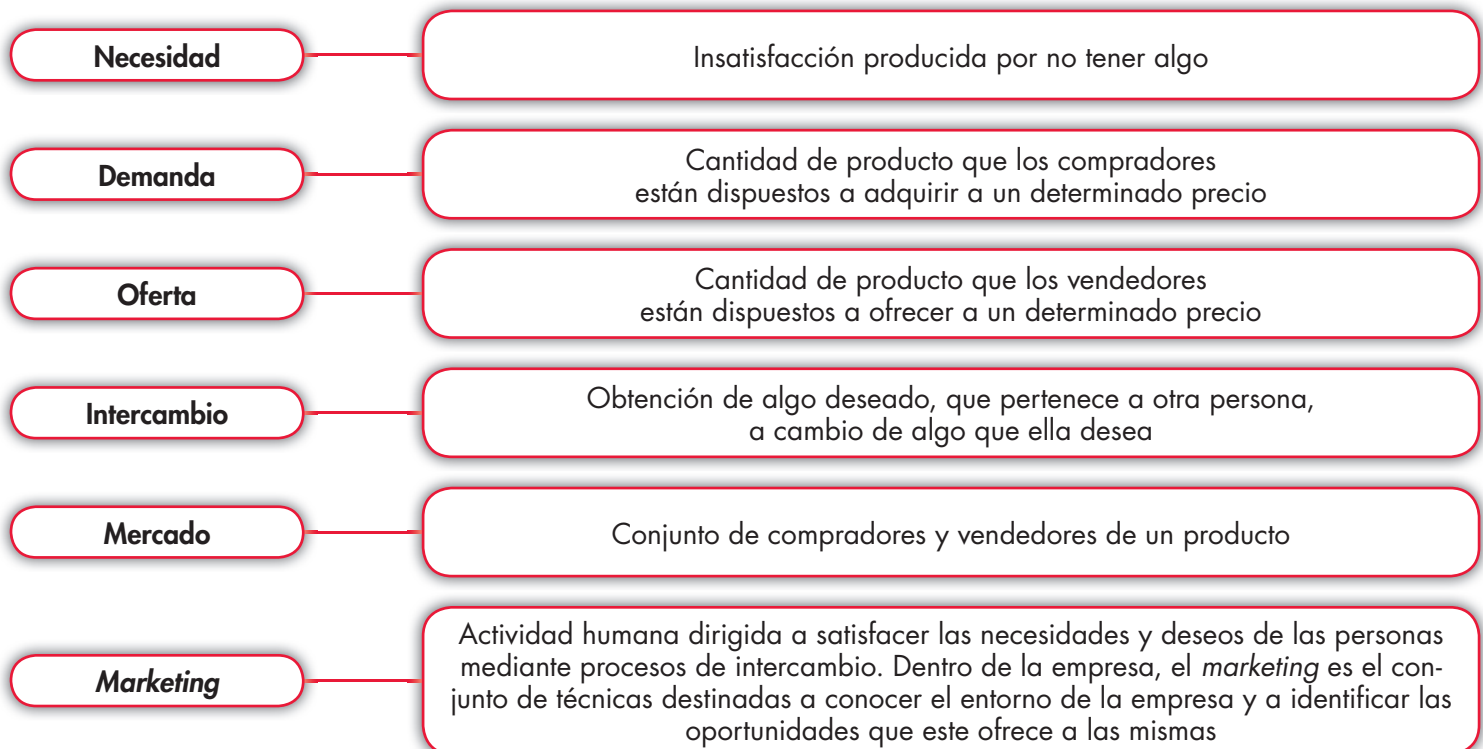 Necesidad
Insatisfacción producida por no tener algo
Demanda
Cantidad de producto que los compradores
están dispuestos a adquirir a un determinado precio
Oferta
Cantidad de producto que los vendedores
están dispuestos a ofrecer a un determinado precio
Intercambio
Obtención de algo deseado, que pertenece a otra persona,
a cambio de algo que ella desea
Mercado
Conjunto de compradores y vendedores de un producto
Marketing
Actividad humana dirigida a satisfacer las necesidades y deseos de las personas
mediante procesos de intercambio. Dentro de la empresa, el marketing es el con-
junto de técnicas destinadas a conocer el entorno de la empresa y a identificar las
oportunidades que este ofrece a las mismas